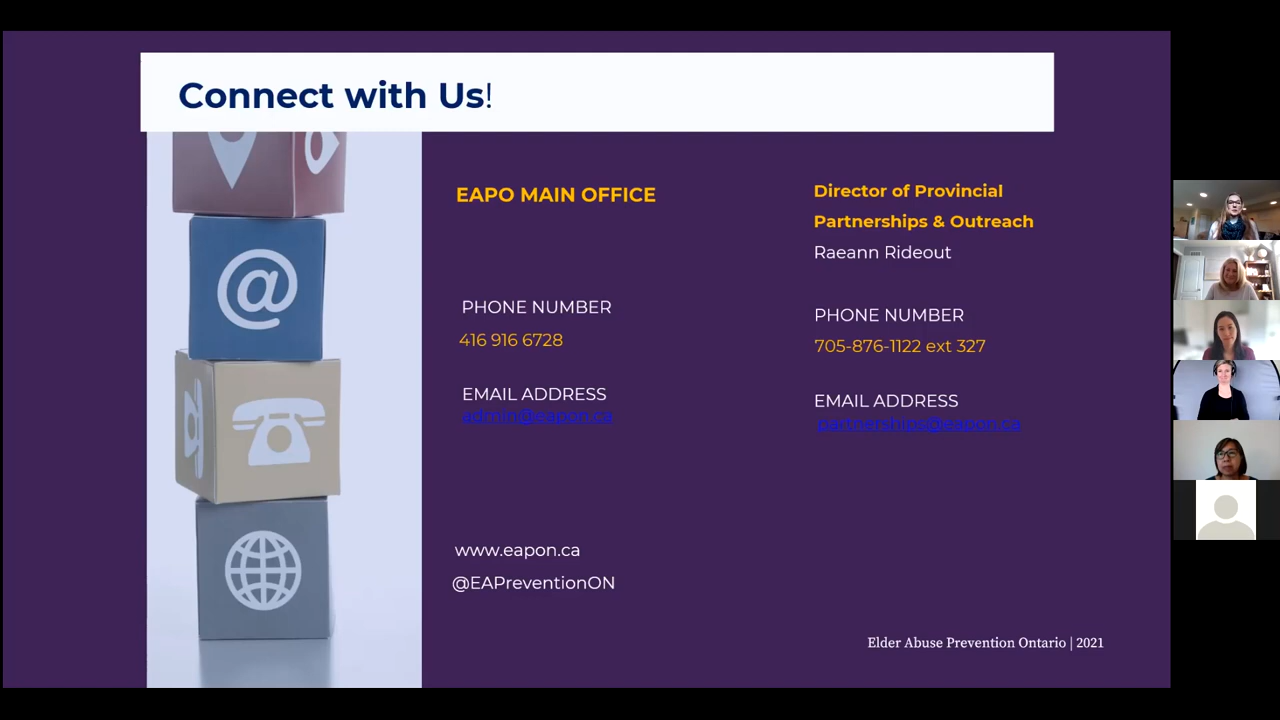 Connect with Us!
EAPO MAIN OFFICE
PHONE NUMBER
416 916 6728
EMAIL ADDRESS
admin@eapon.ca
www.eapon.ca
@EAPreventionON
Director of Provincial
Partnerships & Outreach
Raeann Rideout
PHONE NUMBER
705-876-1122 ext 327
EMAIL ADDRESS
partnerships@eapon.ca
Elder Abuse Prevention Ontario | 2021